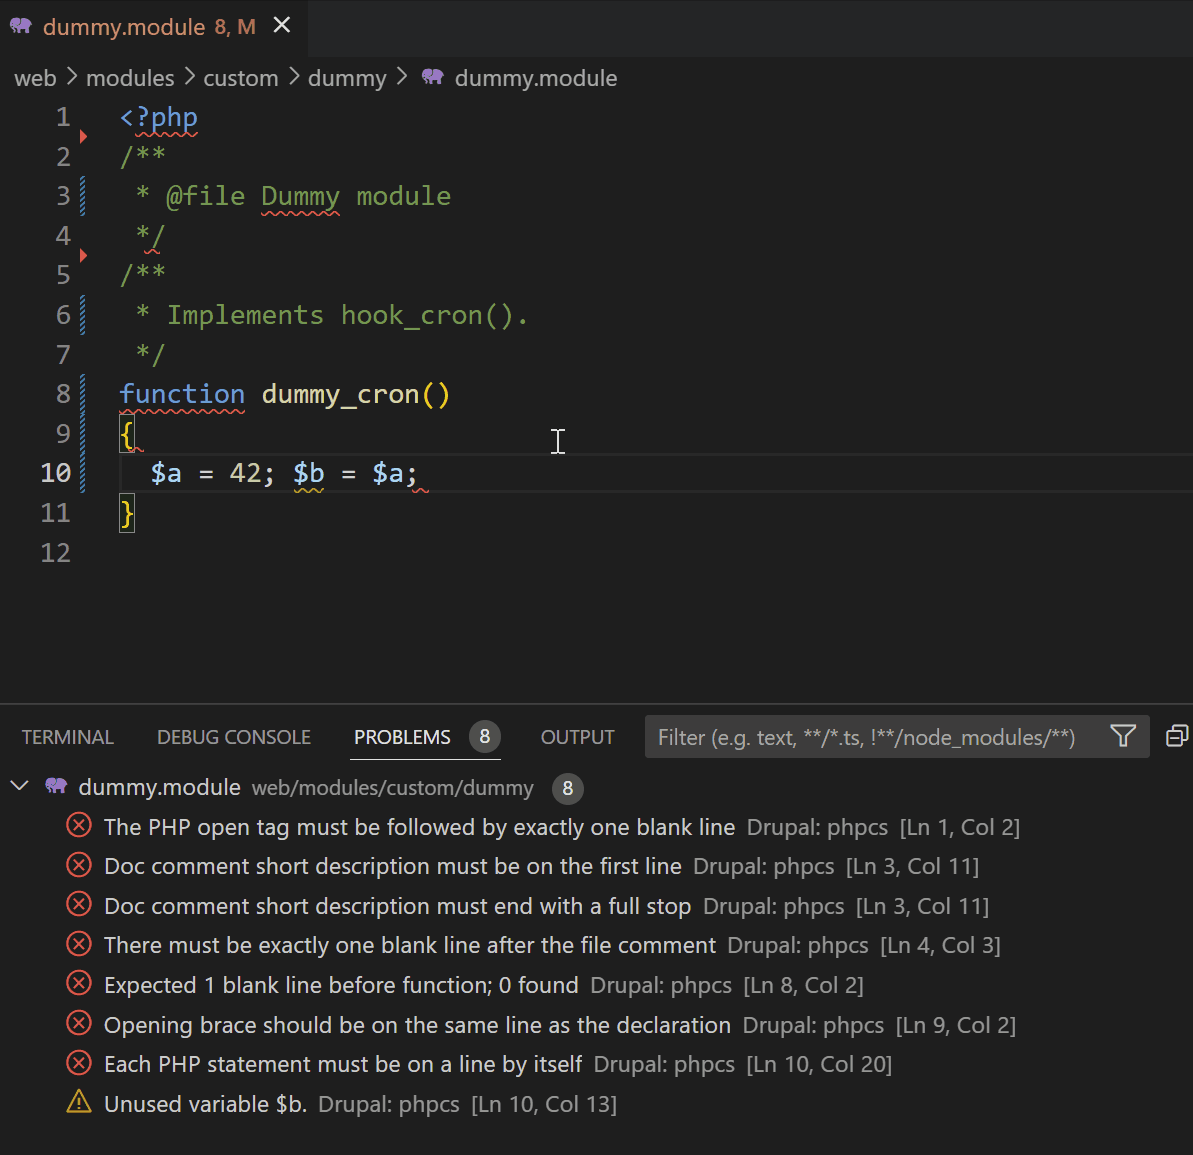 dummy.module 8, M
web > modules > custom > dummy > dummy.module
1 <?php
2 /**
3  * @file Dummy module
4  */
5 /**
6  * Implements hook_cron().
7  */
8 function dummy_cron()
9 {
10   $a = 42; $b = $a;
11 }
12
TERMINAL DEBUG CONSOLE PROBLEMS 8 OUTPUT Filter (e.g. text, **/*.ts, !**/node_modules/**)
dummy.module web/modules/custom/dummy 8
The PHP open tag must be followed by exactly one blank line Drupal: phpcs [Ln 1, Col 2]
Doc comment short description must be on the first line Drupal: phpcs [Ln 3, Col 11]
Doc comment short description must end with a full stop Drupal: phpcs [Ln 3, Col 11]
There must be exactly one blank line after the file comment Drupal: phpcs [Ln 4, Col 3]
Expected 1 blank line before function; 0 found Drupal: phpcs [Ln 8, Col 2]
Opening brace should be on the same line as the declaration Drupal: phpcs [Ln 9, Col 2]
Each PHP statement must be on a line by itself Drupal: phpcs [Ln 10, Col 20]
Unused variable $b. Drupal: phpcs [Ln 10, Col 13]